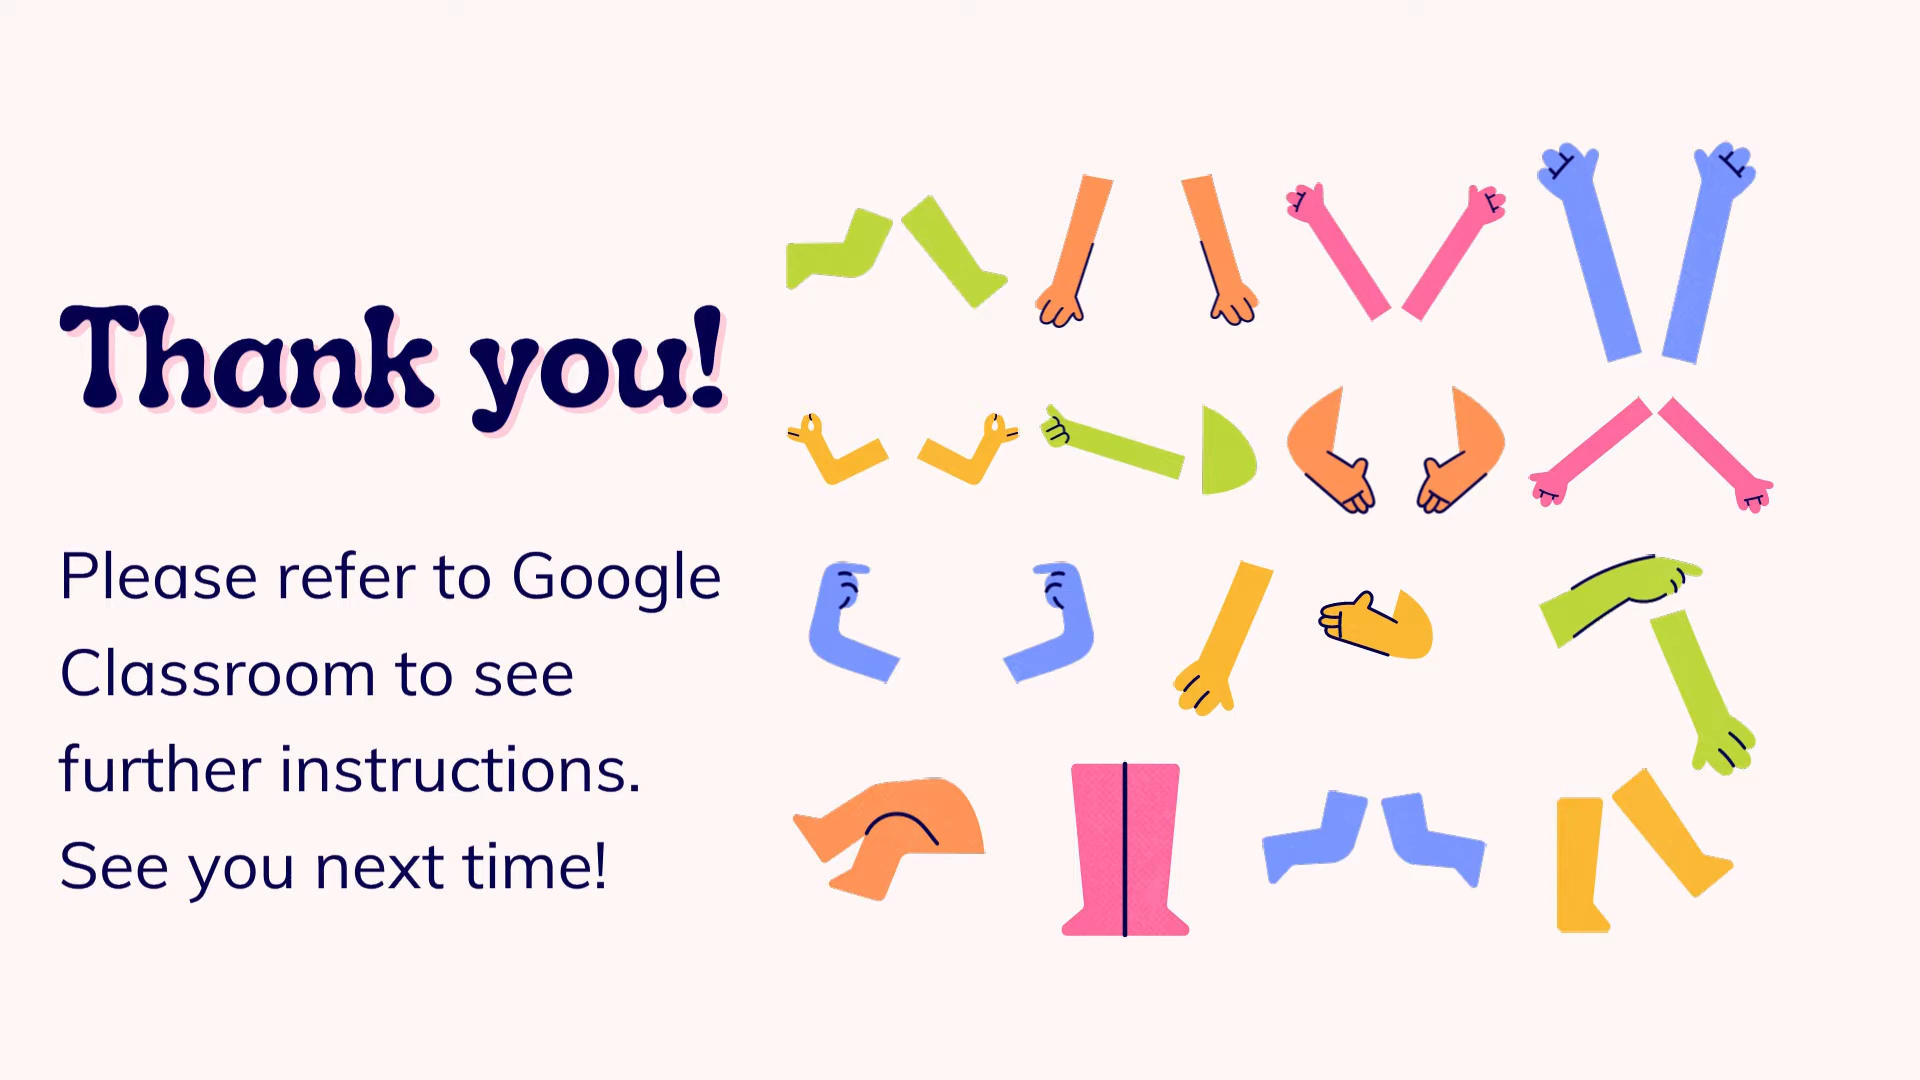 Thank you!
Please refer to Google
Classroom to see
further instructions.
See you next time!